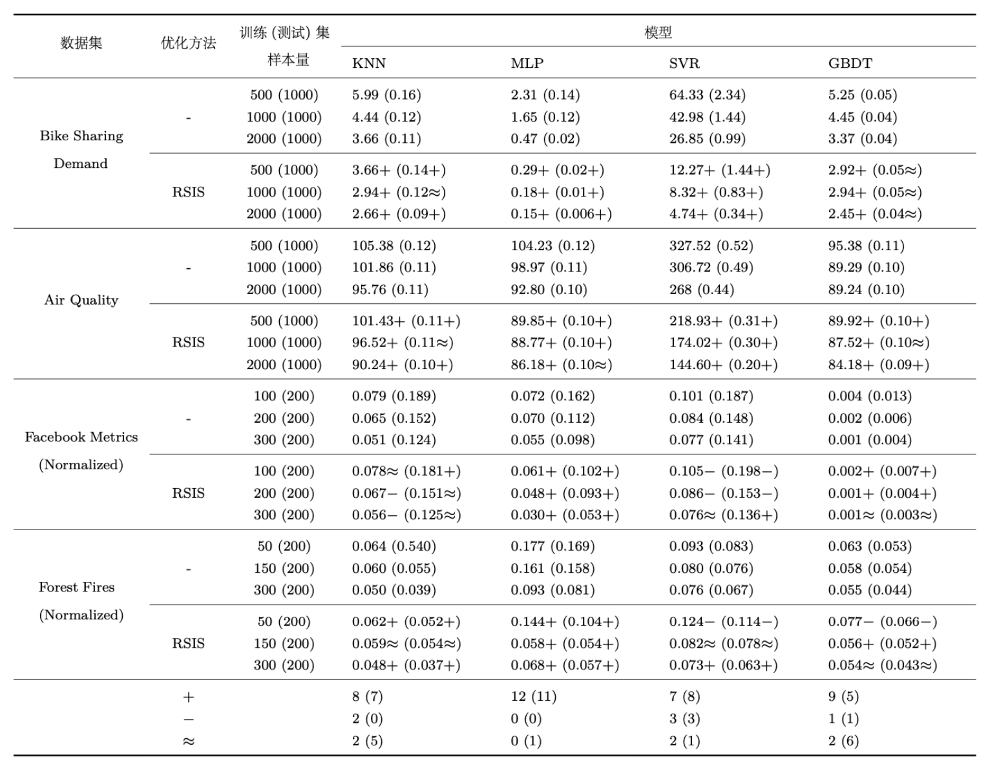 数据集 优化方法 训练 (测试) 集 模型
样本量 KNN MLP SVR GBDT
500 (1000) 5.99 (0.16) 2.31 (0.14) 64.33 (2.34) 5.25 (0.05)
- 1000 (1000) 4.44 (0.12) 1.65 (0.12) 42.98 (1.44) 4.45 (0.04)
Bike Sharing 2000 (1000) 3.66 (0.11) 0.47 (0.02) 26.85 (0.99) 3.37 (0.04)
Demand 500 (1000) 3.66+ (0.14+) 0.29+ (0.02+) 12.27+ (1.44+) 2.92+ (0.05≈)
RSIS 1000 (1000) 2.94+ (0.12≈) 0.18+ (0.01+) 8.32+ (0.83+) 2.94+ (0.05≈)
2000 (1000) 2.66+ (0.09+) 0.15+ (0.006+) 4.74+ (0.34+) 2.45+ (0.04≈)
500 (1000) 105.38 (0.12) 104.23 (0.12) 327.52 (0.52) 95.38 (0.11)
- 1000 (1000) 101.86 (0.11) 98.97 (0.11) 306.72 (0.49) 89.29 (0.10)
2000 (1000) 95.76 (0.11) 92.80 (0.10) 268 (0.44) 89.24 (0.10)
Air Quality
500 (1000) 101.43+ (0.11+) 89.85+ (0.10+) 218.93+ (0.31+) 89.92+ (0.10+)
RSIS 1000 (1000) 96.52+ (0.11≈) 88.77+ (0.10+) 174.02+ (0.30+) 87.52+ (0.10≈)
2000 (1000) 90.24+ (0.10+) 86.18+ (0.10≈) 144.60+ (0.20+) 84.18+ (0.09+)
100 (200) 0.079 (0.189) 0.072 (0.162) 0.101 (0.187) 0.004 (0.013)
- 200 (200) 0.065 (0.152) 0.070 (0.112) 0.084 (0.148) 0.002 (0.006)
Facebook Metrics 300 (200) 0.051 (0.124) 0.055 (0.098) 0.077 (0.141) 0.001 (0.004)
(Normalized) 100 (200) 0.078≈ (0.181+) 0.061+ (0.102+) 0.105− (0.198−) 0.002+ (0.007+)
RSIS 200 (200) 0.067− (0.151≈) 0.048+ (0.093+) 0.086− (0.153−) 0.001+ (0.004+)
300 (200) 0.056− (0.125≈) 0.030+ (0.053+) 0.076≈ (0.136+) 0.001≈ (0.003≈)
50 (200) 0.064 (0.540) 0.177 (0.169) 0.093 (0.083) 0.063 (0.053)
- 150 (200) 0.060 (0.055) 0.161 (0.158) 0.080 (0.076) 0.058 (0.054)
Forest Fires 300 (200) 0.050 (0.039) 0.093 (0.081) 0.076 (0.067) 0.055 (0.044)
(Normalized) 50 (200) 0.062+ (0.052+) 0.144+ (0.104+) 0.124− (0.114−) 0.077− (0.066−)
RSIS 150 (200) 0.059≈ (0.054≈) 0.058+ (0.054+) 0.082≈ (0.078≈) 0.056+ (0.052+)
300 (200) 0.048+ (0.037+) 0.068+ (0.057+) 0.073+ (0.063+) 0.054≈ (0.043≈)
+ 8 (7) 12 (11) 7 (8) 9 (5)
− 2 (0) 0 (0) 3 (3) 1 (1)
≈ 2 (5) 0 (1) 2 (1) 2 (6)